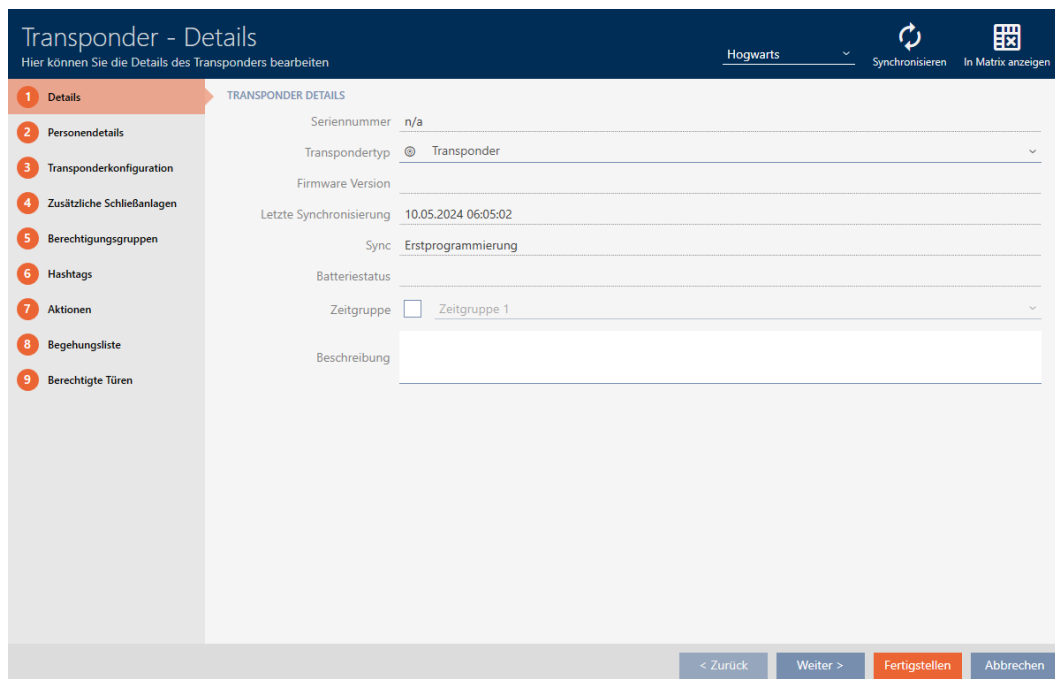 Transponder - Details
Hier können Sie die Details des Transponders bearbeiten
Hogwarts
Synchronisieren
In Matrix anzeigen
1 Details
2 Personendetails
3 Transponderkonfiguration
4 Zusätzliche Schließanlagen
5 Berechtigungsgruppen
6 Hashtags
7 Aktionen
8 Begehungsliste
9 Berechtigte Türen
TRANSPONDER DETAILS
Seriennummer n/a
Transpondertyp Transponder
Firmware Version
Letzte Synchronisierung 10.05.2024 06:05:02
Sync Erstprogrammierung
Batteriestatus
Zeitgruppe Zeitgruppe 1
Beschreibung
< Zurück
Weiter >
Fertigstellen
Abbrechen